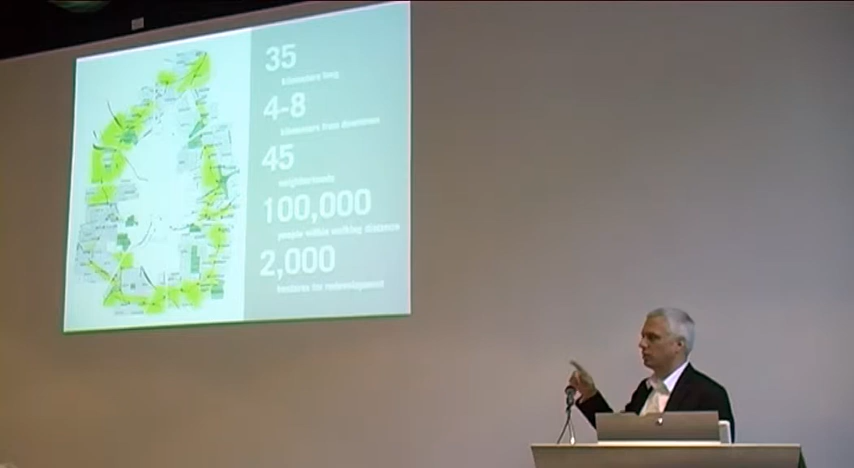 35
kilometers long
4-8
kilometers from downtown
45
neighborhoods
100,000
people within walking distance
2,000
hectares for redevelopment